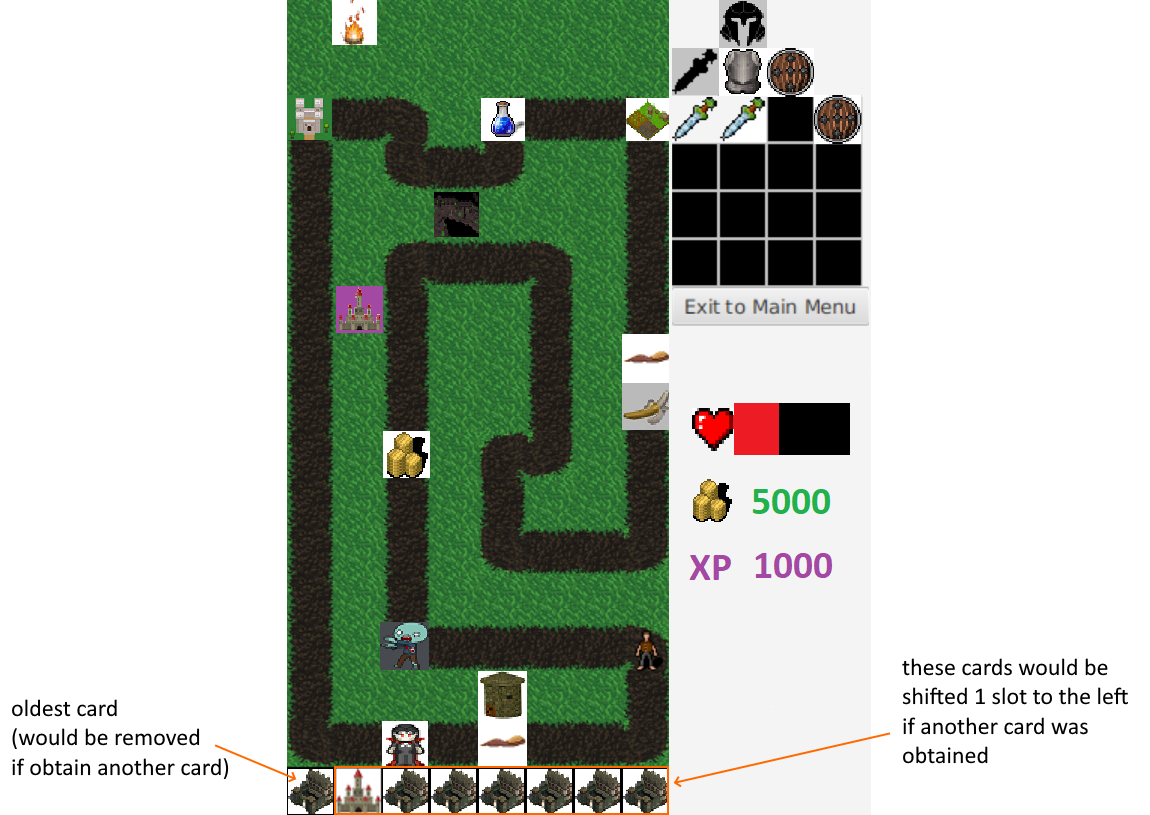 Exit to Main Menu
5000
XP 1000
oldest card
(would be removed
if obtain another card)
these cards would be
shifted 1 slot to the left
if another card was
obtained